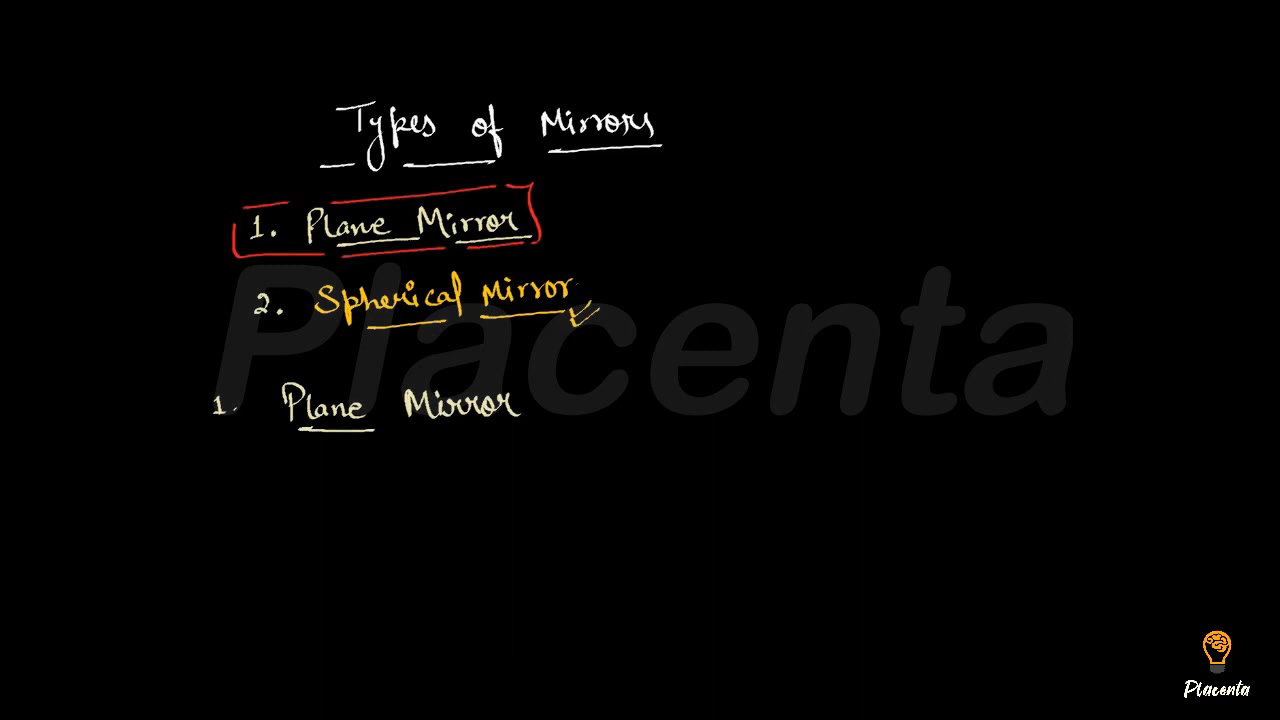 Types of Mirrors
1. Plane Mirror
2. Spherical Mirror
Placenta
1. Plane Mirror
Placenta